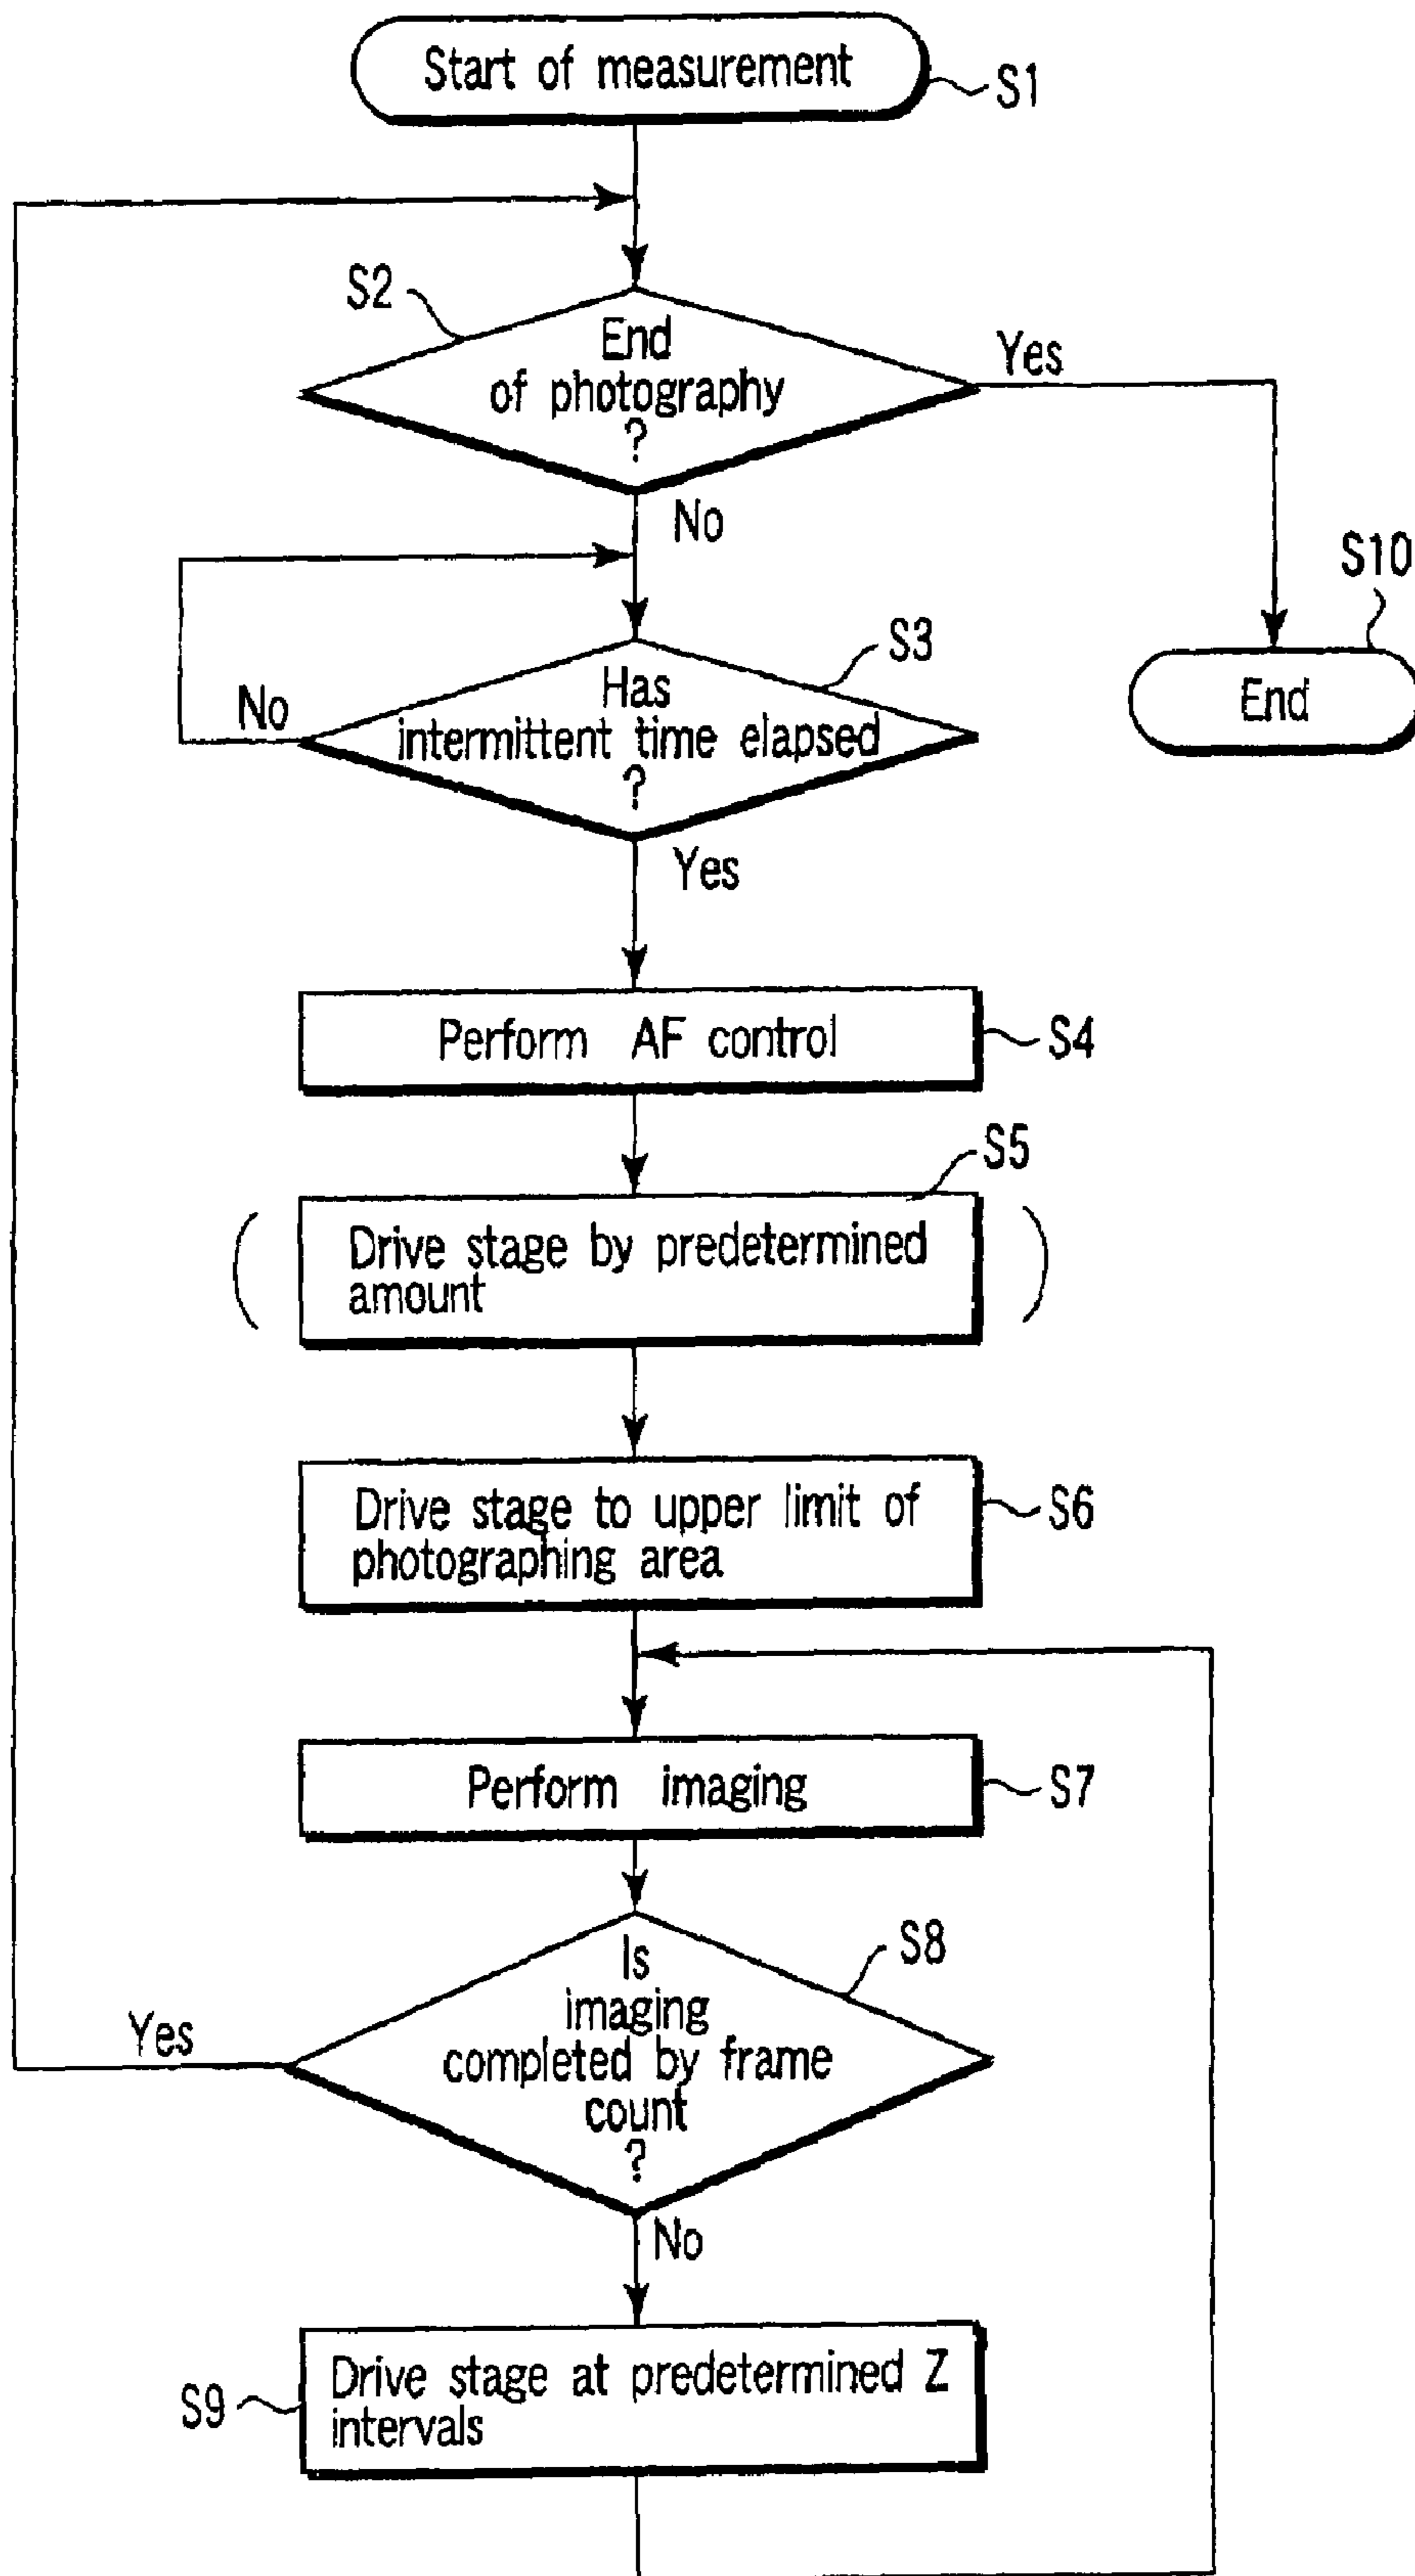 Start of measurement
S1
S2
End
of photography
?
Yes
No
S10
End
S3
Has
intermittent time elapsed
?
No
Yes
Perform AF control
S4
S5
( Drive stage by predetermined )
amount
Drive stage to upper limit of
photographing area
S6
Perform imaging
S7
S8
Is
imaging
completed by frame
count
?
Yes
No
Drive stage at predetermined Z
intervals
S9